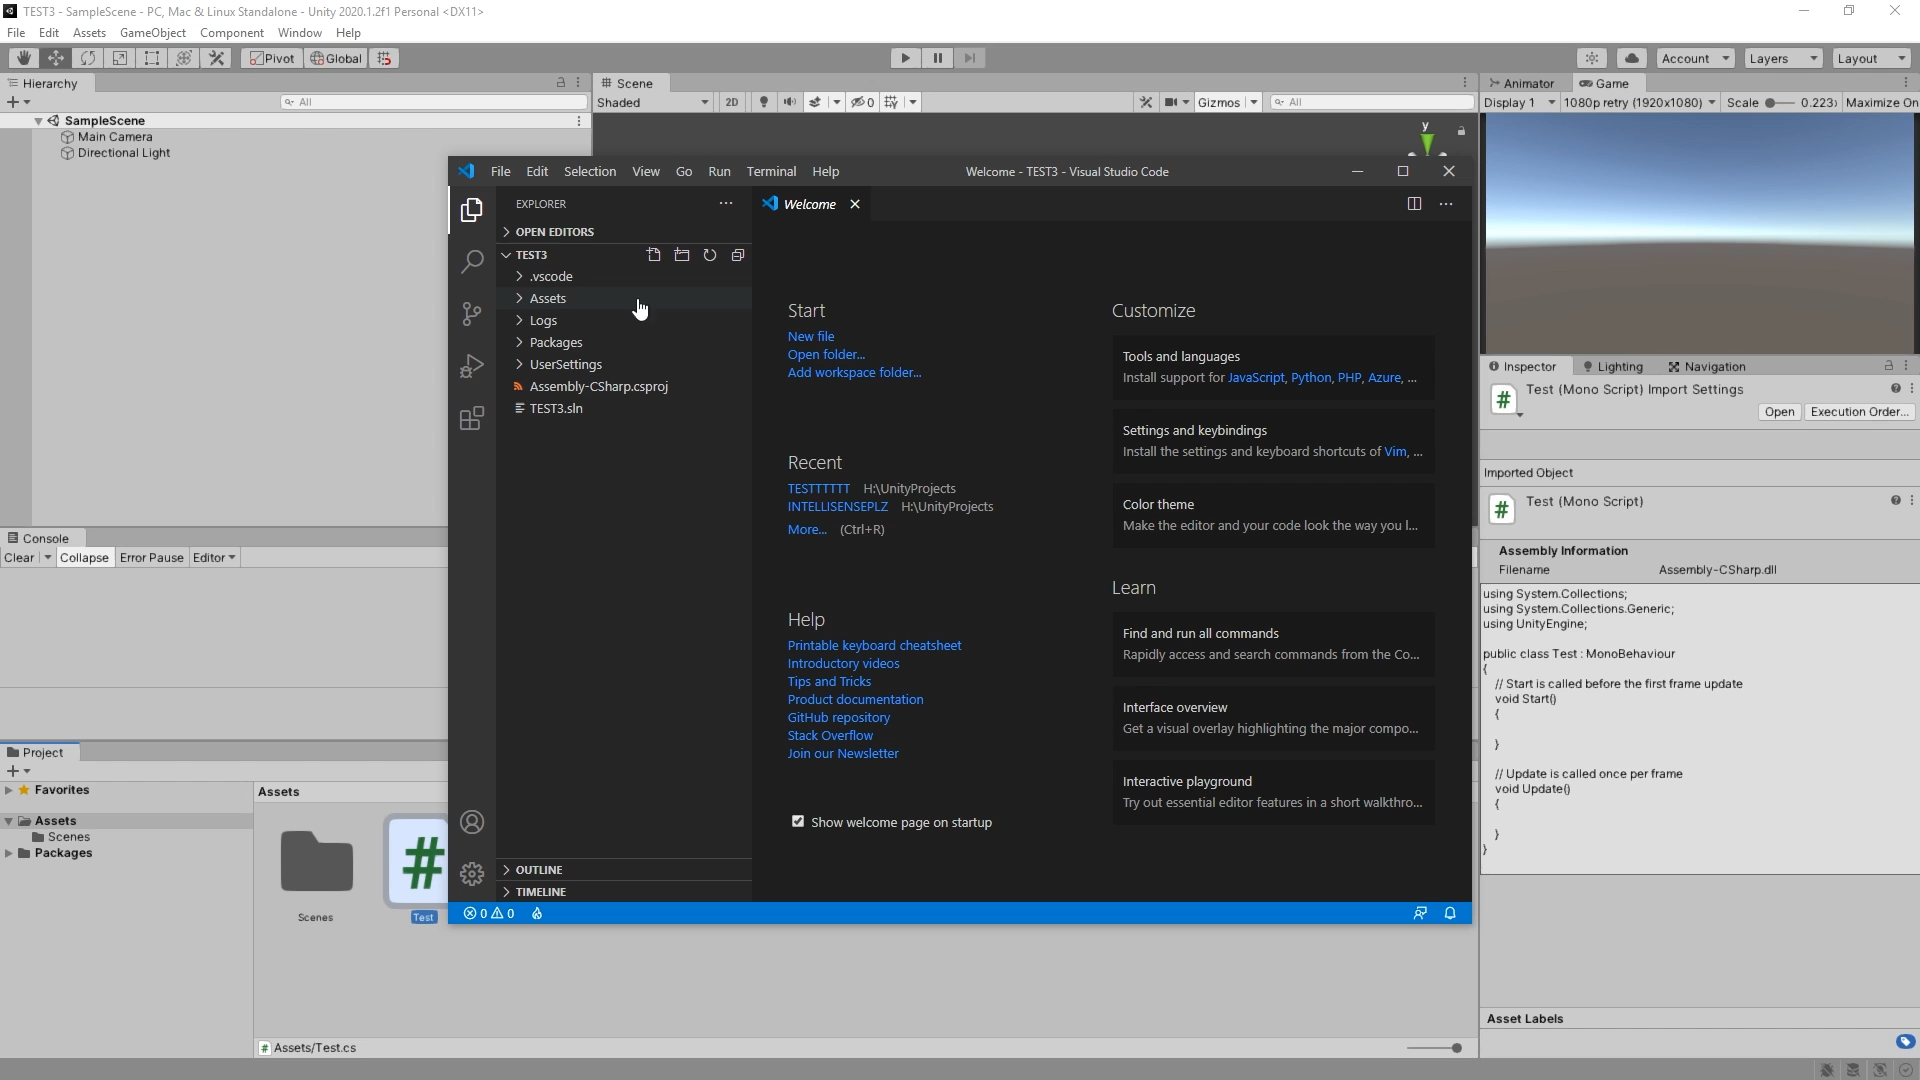 TEST3 - SampleScene - PC, Mac & Linux Standalone - Unity 2020.1.2f1 Personal <DX11>
File Edit Assets GameObject Component Window Help
Pivot Global Account Layers Layout
Hierarchy
All
SampleScene
Main Camera
Directional Light
Scene
Shaded 2D 0 Gizmos All
Animator Game
Display 1 1080p retry (1920x1080) Scale 0.223 Maximize On
File Edit Selection View Go Run Terminal Help
Welcome - TEST3 - Visual Studio Code
EXPLORER
OPEN EDITORS
TEST3
.vscode
Assets
Logs
Packages
UserSettings
Assembly-CSharp.csproj
TEST3.sln
OUTLINE
TIMELINE
Welcome
Start
New file
Open folder...
Add workspace folder...
Recent
TESTTTTTT H:\UnityProjects
INTELLISENSEPLZ H:\UnityProjects
More... (Ctrl+R)
Help
Printable keyboard cheatsheet
Introductory videos
Tips and Tricks
Product documentation
GitHub repository
Stack Overflow
Join our Newsletter
Show welcome page on startup
Customize
Tools and languages
Install support for JavaScript, Python, PHP, Azure, ...
Settings and keybindings
Install the settings and keyboard shortcuts of Vim, ...
Color theme
Make the editor and your code look the way you l...
Learn
Find and run all commands
Rapidly access and search commands from the Co...
Interface overview
Get a visual overlay highlighting the major compo...
Interactive playground
Try out essential editor features in a short walkthro...
0 0
Console
Clear Collapse Error Pause Editor
Project
Favorites
Assets
Scenes
Packages
Assets
Scenes
#
Test
# Assets/Test.cs
Inspector Lighting Navigation
# Test (Mono Script) Import Settings
Open Execution Order...
Imported Object
# Test (Mono Script)
Assembly Information
Filename Assembly-CSharp.dll
using System.Collections;
using System.Collections.Generic;
using UnityEngine;
public class Test : MonoBehaviour
{
// Start is called before the first frame update
void Start()
{
}
// Update is called once per frame
void Update()
{
}
}
Asset Labels